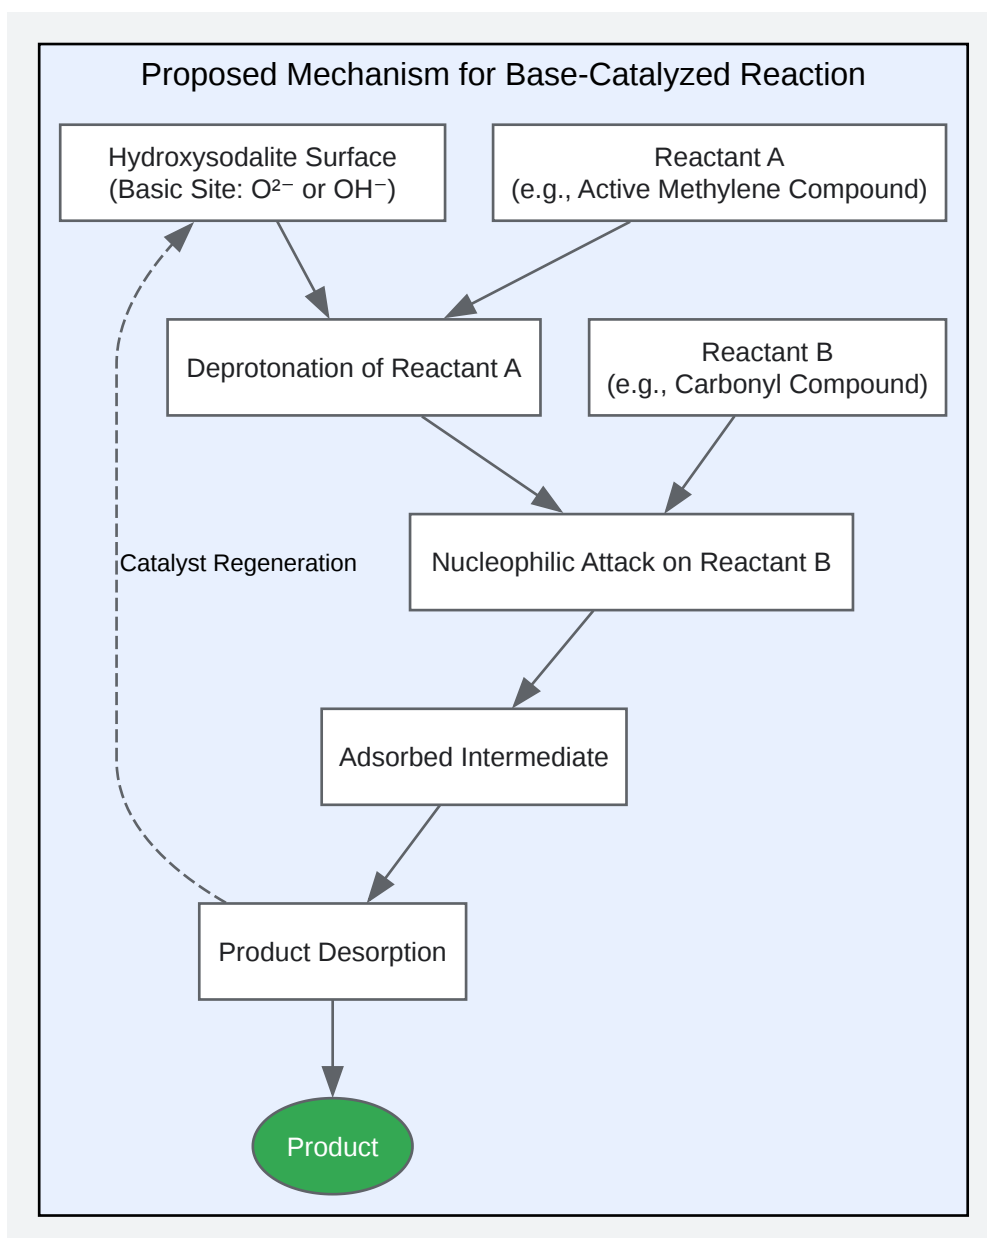 Proposed Mechanism for Base-Catalyzed Reaction
Hydroxysodalite Surface
(Basic Site: O²⁻ or OH⁻)
Reactant A
(e.g., Active Methylene Compound)
Deprotonation of Reactant A
Reactant B
(e.g., Carbonyl Compound)
Nucleophilic Attack on Reactant B
Catalyst Regeneration
Adsorbed Intermediate
Product Desorption
Product